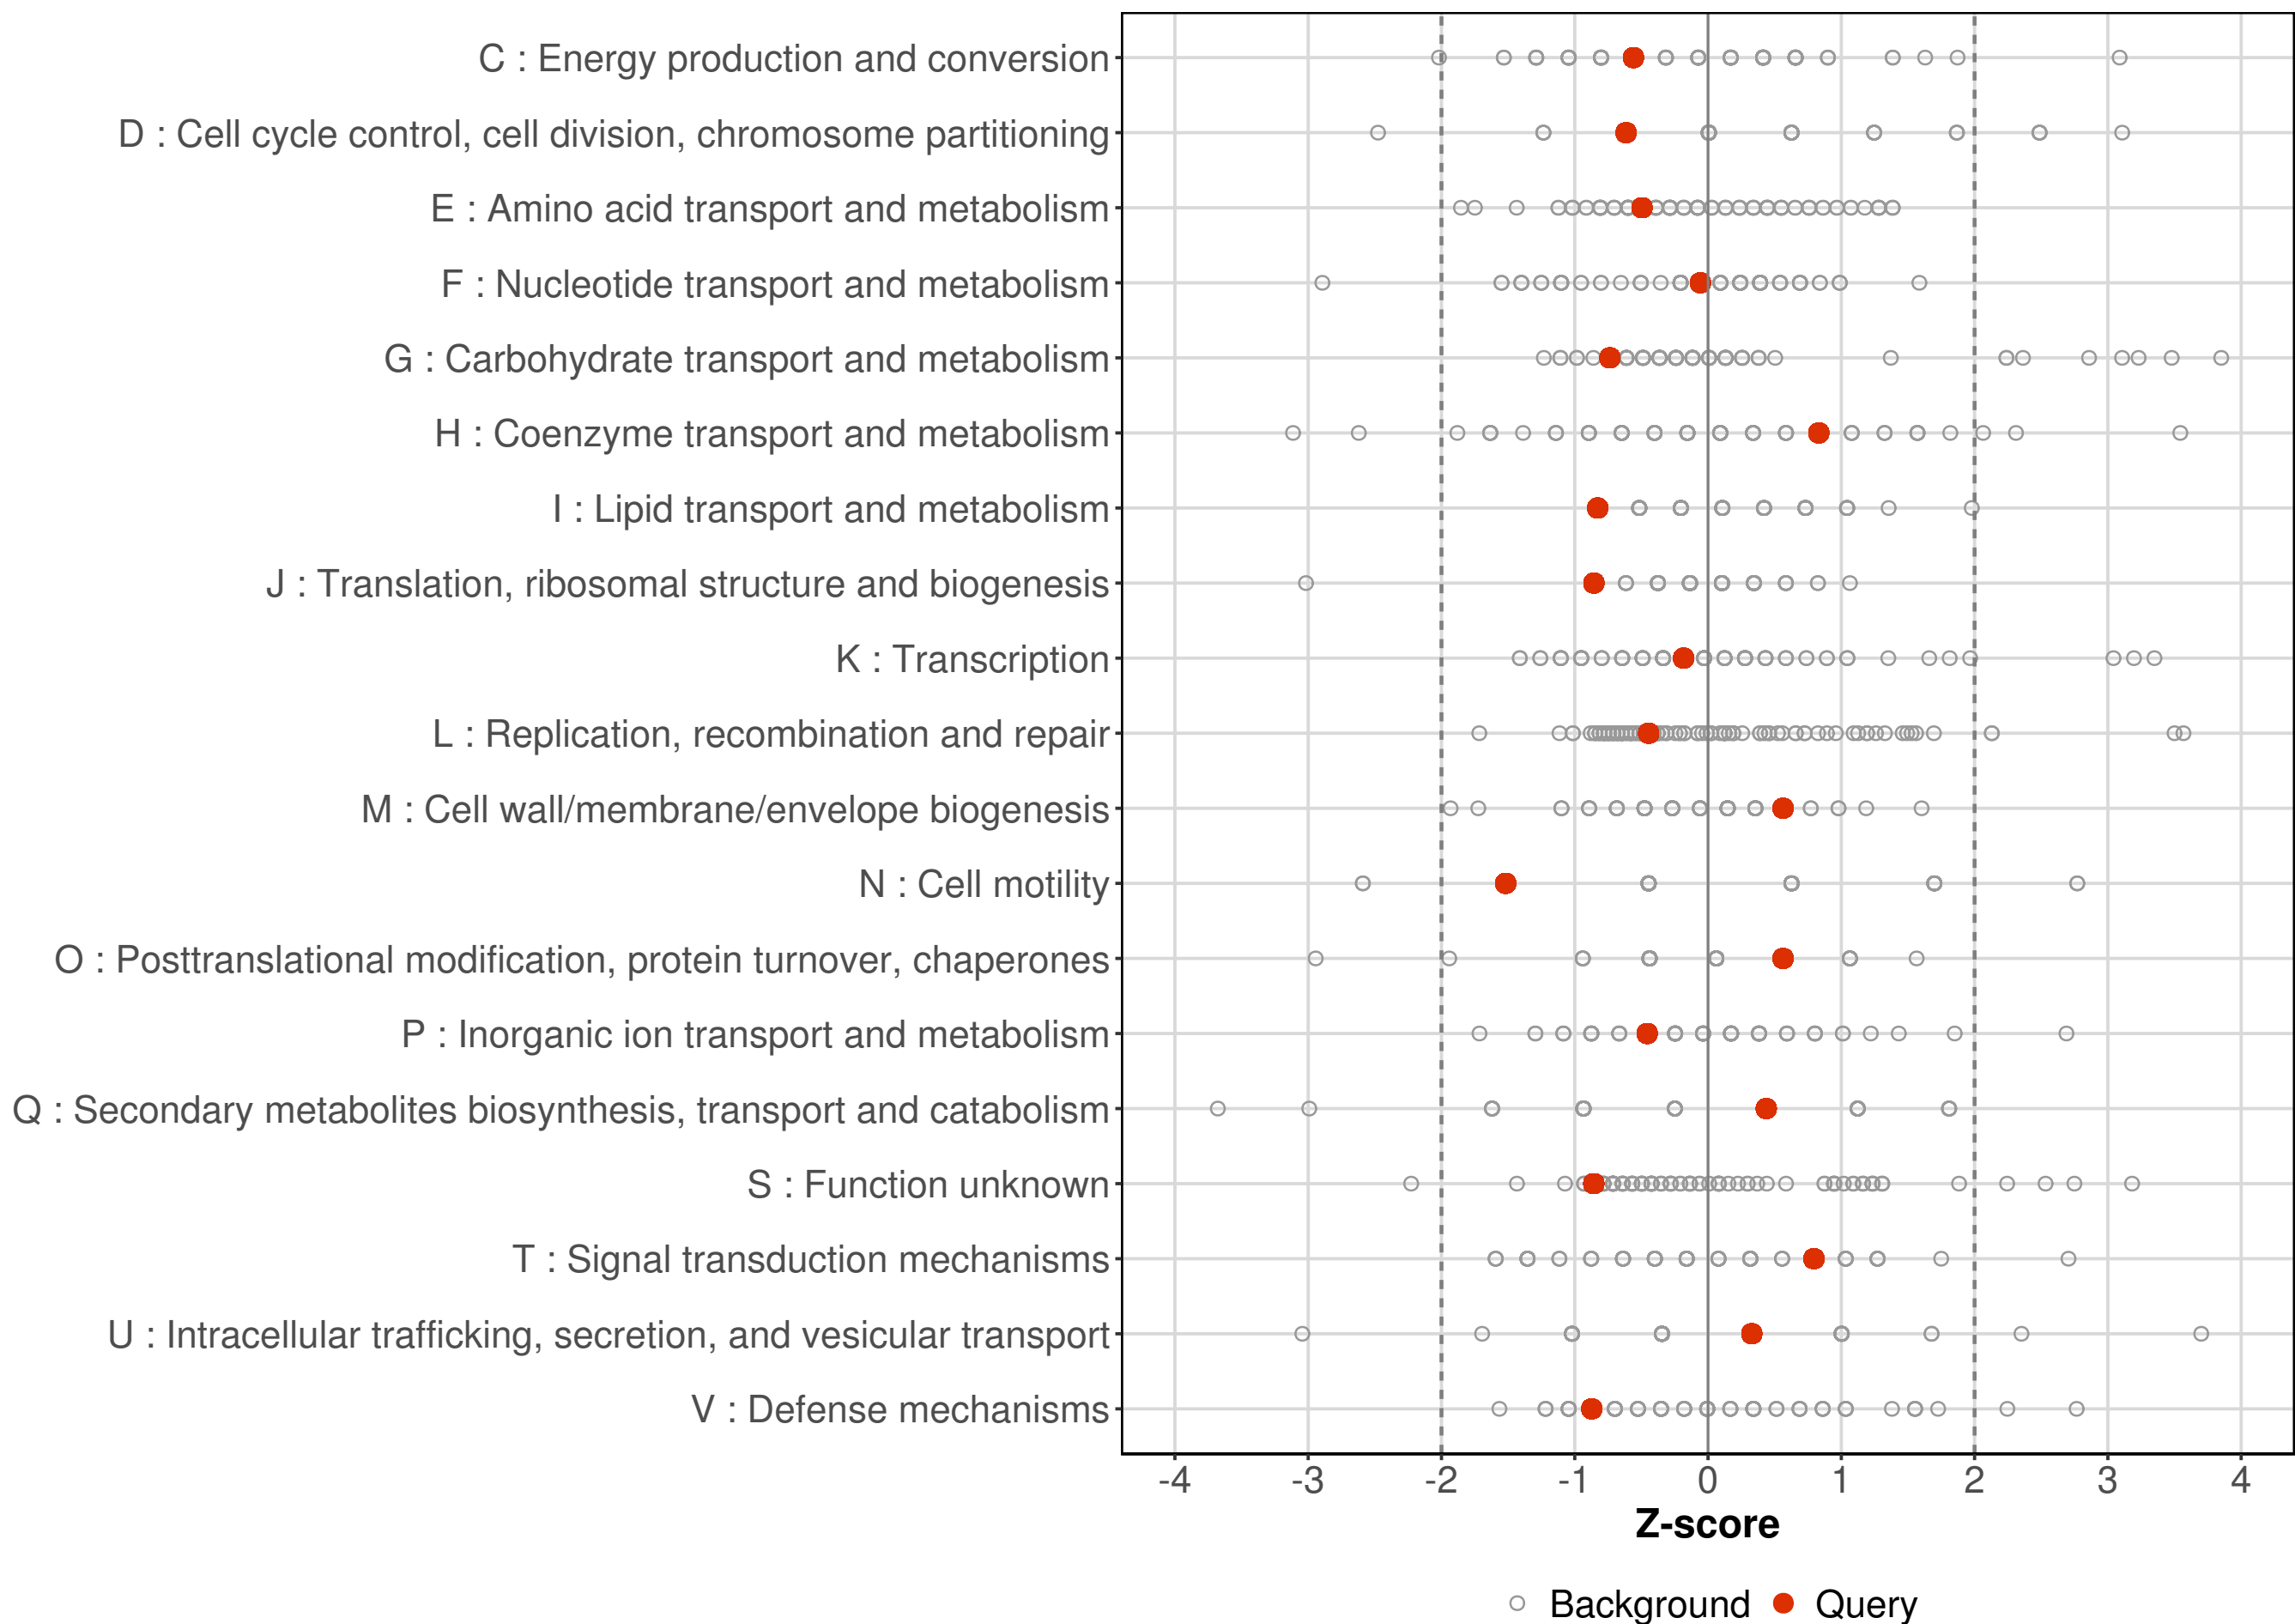 C : Energy production and conversion
D : Cell cycle control, cell division, chromosome partitioning
E : Amino acid transport and metabolism
F : Nucleotide transport and metabolism
G : Carbohydrate transport and metabolism
H : Coenzyme transport and metabolism
I : Lipid transport and metabolism
J : Translation, ribosomal structure and biogenesis
K : Transcription
L : Replication, recombination and repair
M : Cell wall/membrane/envelope biogenesis
N : Cell motility
O : Posttranslational modification, protein turnover, chaperones
P : Inorganic ion transport and metabolism
Q : Secondary metabolites biosynthesis, transport and catabolism
S : Function unknown
T : Signal transduction mechanisms
U : Intracellular trafficking, secretion, and vesicular transport
V : Defense mechanisms
-4 -3 -2 -1 0 1 2 3 4
Z-score
Background Query